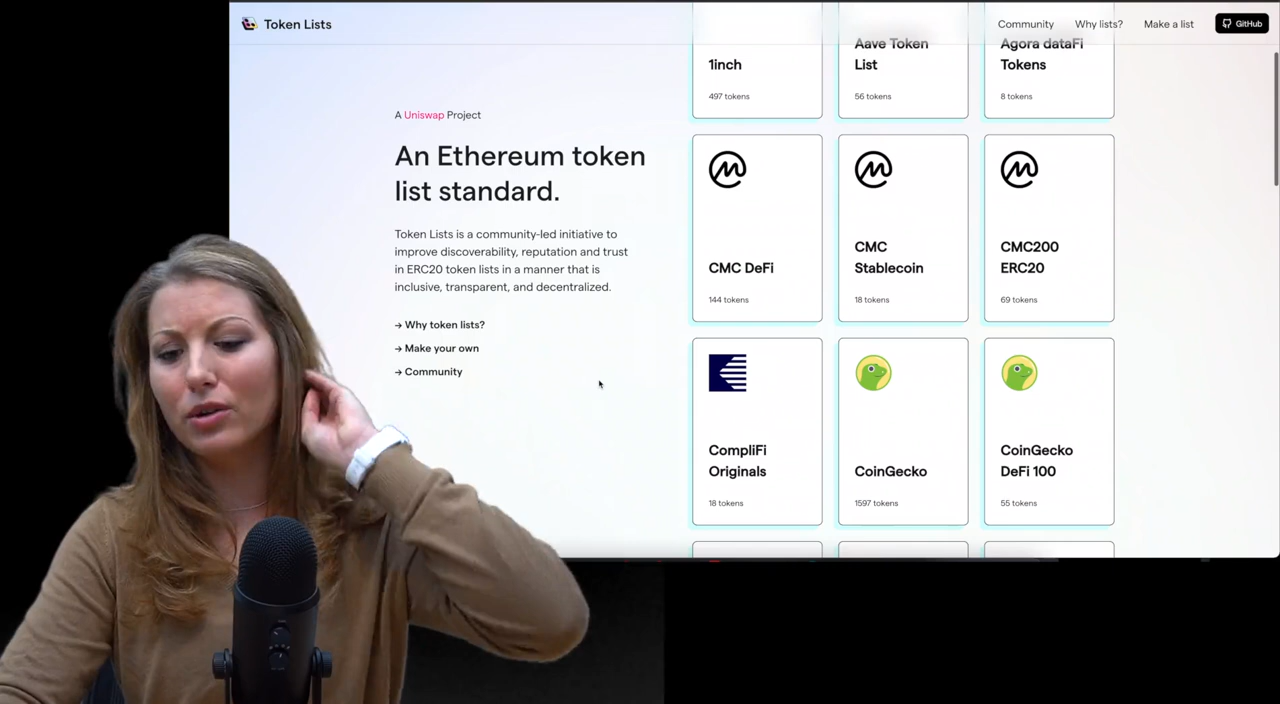 Token Lists
Community
Why lists?
Make a list
GitHub
A Uniswap Project
An Ethereum token
list standard.
Token Lists is a community-led initiative to
improve discoverability, reputation and trust
in ERC20 token lists in a manner that is
inclusive, transparent, and decentralized.
→ Why token lists?
→ Make your own
→ Community
1inch
497 tokens
Aave Token
List
56 tokens
Agora dataFi
Tokens
8 tokens
CMC DeFi
144 tokens
CMC
Stablecoin
18 tokens
CMC200
ERC20
69 tokens
CompliFi
Originals
18 tokens
CoinGecko
1597 tokens
CoinGecko
DeFi 100
55 tokens